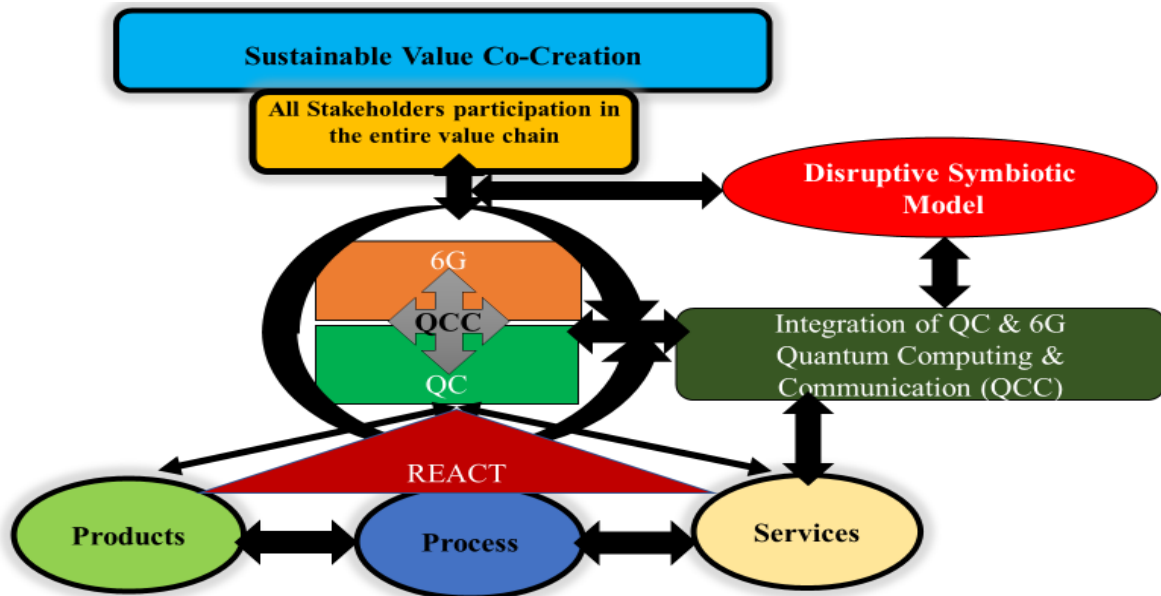 Sustainable Value Co-Creation
All Stakeholders participation in
the entire value chain
Disruptive Symbiotic
Model
6G
QCC
QC
Integration of QC & 6G
Quantum Computing &
Communication (QCC)
REACT
Products
Process
Services